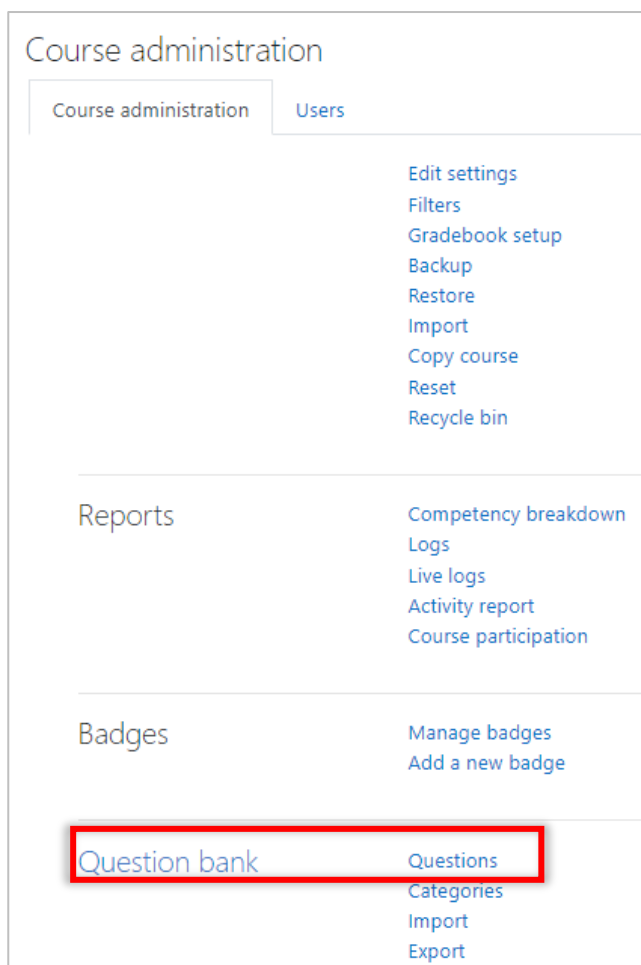 Course administration
Course administration Users
Edit settings
Filters
Gradebook setup
Backup
Restore
Import
Copy course
Reset
Recycle bin
Reports Competency breakdown
Logs
Live logs
Activity report
Course participation
Badges Manage badges
Add a new badge
Question bank Questions
Categories
Import
Export